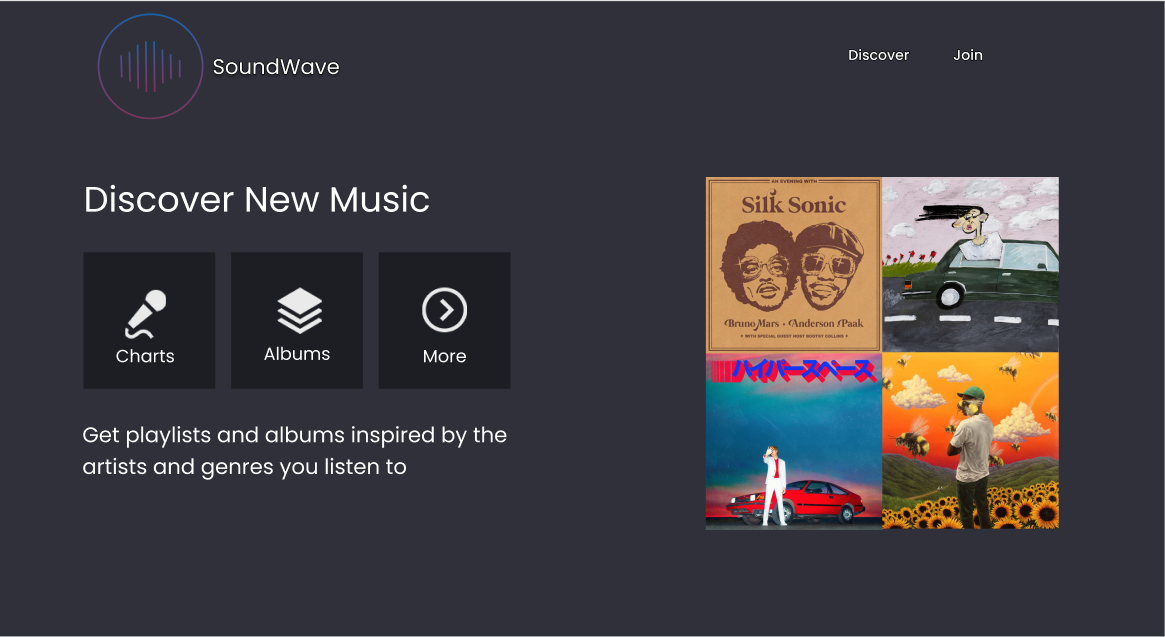 SoundWave
Discover
Join
Discover New Music
Charts
Albums
More
Get playlists and albums inspired by the
artists and genres you listen to
AN EVENING WITH
Silk Sonic
Bruno Mars • Anderson .Paak
WITH SPECIAL GUEST HOST BOOTSY COLLINS
ハイパースペース